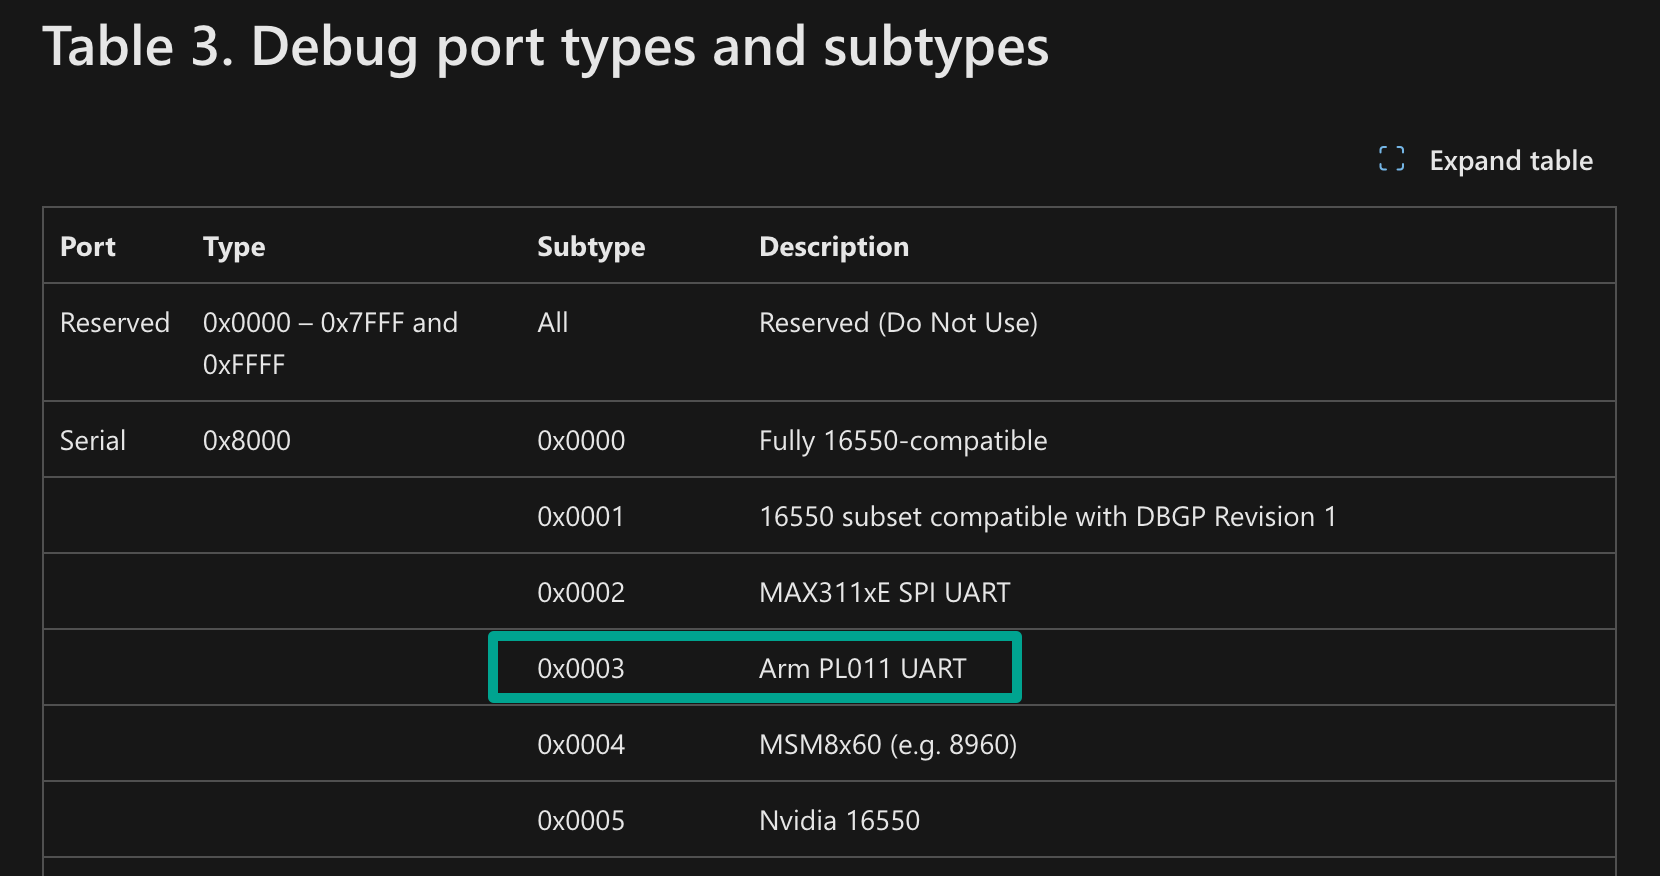 Table 3. Debug port types and subtypes
Expand table
Port Type Subtype Description
Reserved 0x0000 – 0x7FFF and All Reserved (Do Not Use)
0xFFFF
Serial 0x8000 0x0000 Fully 16550-compatible
0x0001 16550 subset compatible with DBGP Revision 1
0x0002 MAX311xE SPI UART
0x0003 Arm PL011 UART
0x0004 MSM8x60 (e.g. 8960)
0x0005 Nvidia 16550